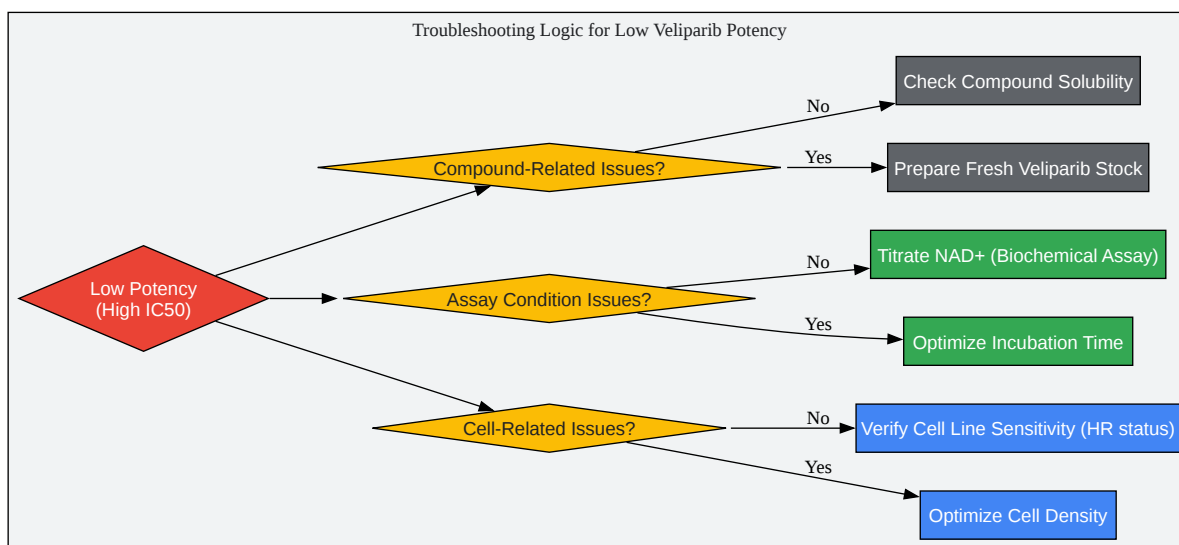 Troubleshooting Logic for Low Veliparib Potency
Check Compound Solubility
No
Compound-Related Issues?
Yes
Prepare Fresh Veliparib Stock
Low Potency
(High IC50)
No
Titrate NAD+ (Biochemical Assay)
Assay Condition Issues?
Yes
Optimize Incubation Time
Cell-Related Issues?
No
Verify Cell Line Sensitivity (HR status)
Yes
Optimize Cell Density